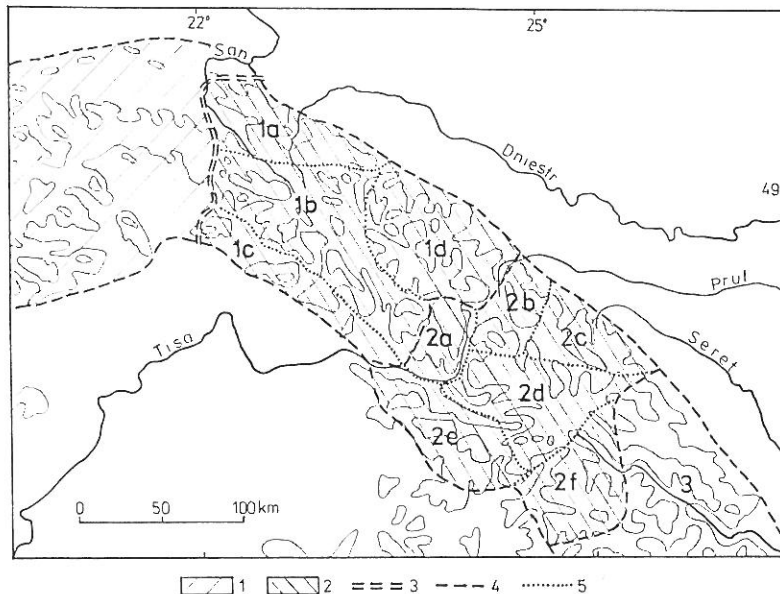 22° 25°
San
1a
Dniestr
49
1b
1d
1c
Prut
2b
2a
2c
Seret
Tisa
2d
2e
2f
3
0 50 100 km
1 2 3 4 5